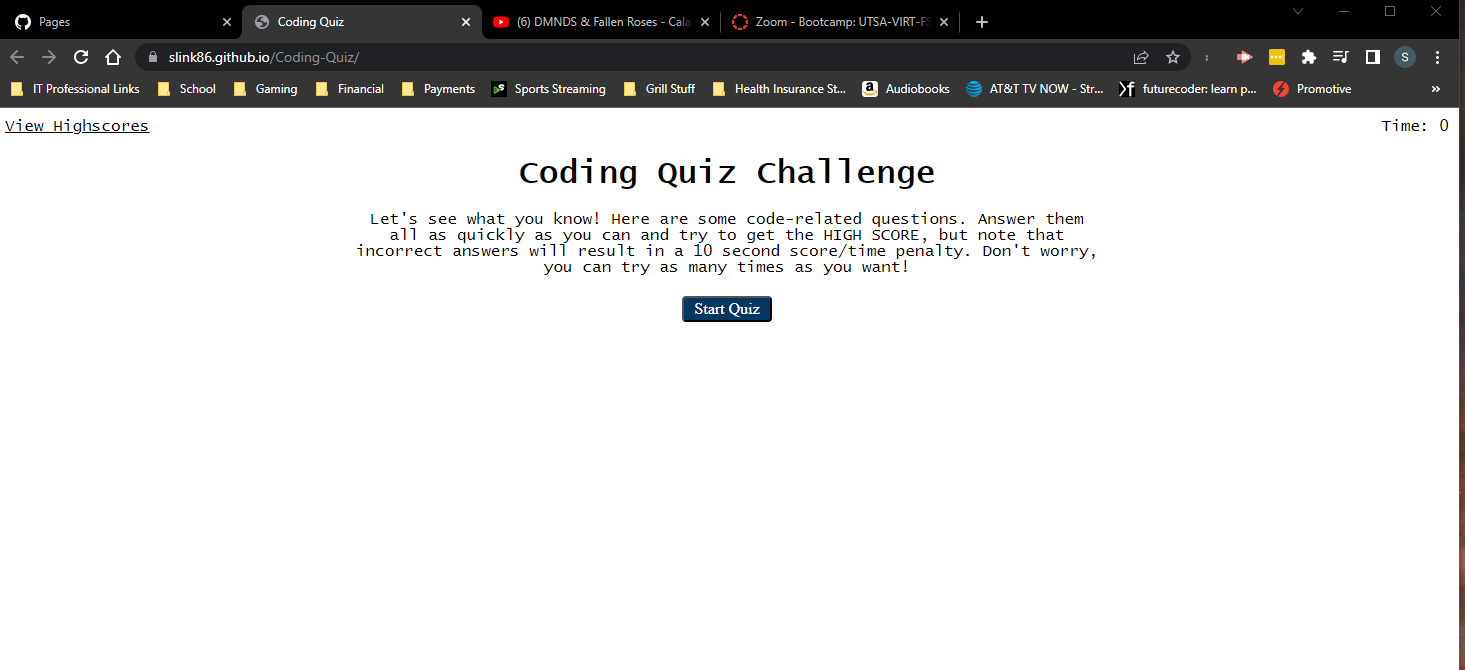 Pages
Coding Quiz
(6) DMNDS & Fallen Roses - Cala
Zoom - Bootcamp: UTSA-VIRT-FS
slink86.github.io/Coding-Quiz/
S
IT Professional Links
School
Gaming
Financial
Payments
Sports Streaming
Grill Stuff
Health Insurance St...
Audiobooks
AT&T TV NOW - Str...
futurecoder: learn p...
Promotive
»
View Highscores
Time: 0
Coding Quiz Challenge
Let's see what you know! Here are some code-related questions. Answer them
all as quickly as you can and try to get the HIGH SCORE, but note that
incorrect answers will result in a 10 second score/time penalty. Don't worry,
you can try as many times as you want!
Start Quiz